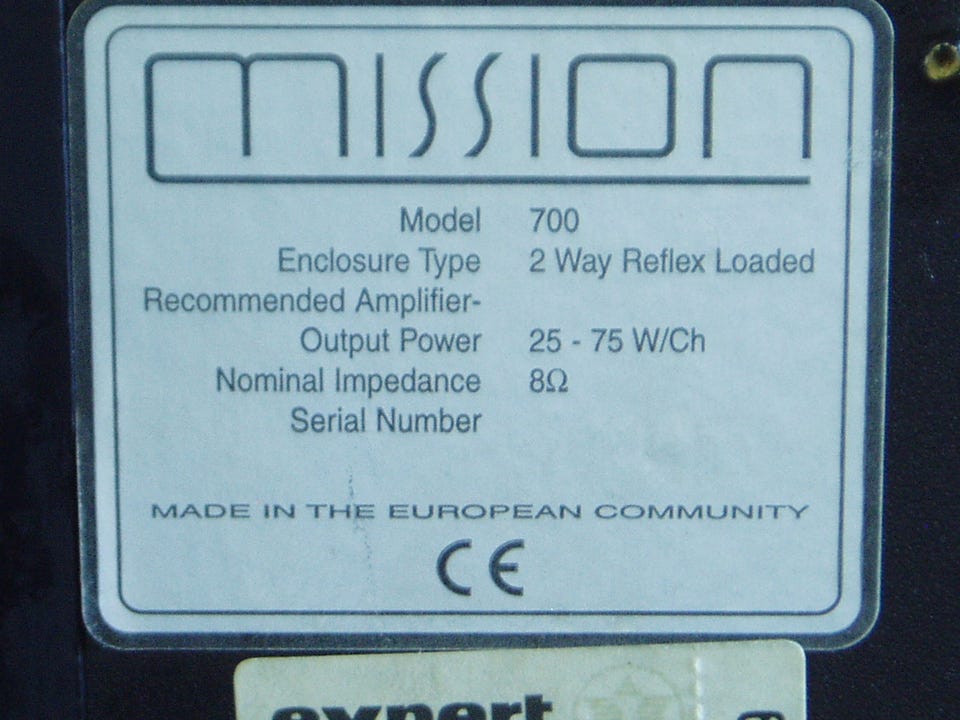 mission
Model 700
Enclosure Type 2 Way Reflex Loaded
Recommended Amplifier-
Output Power 25 - 75 W/Ch
Nominal Impedance 8Ω
Serial Number
MADE IN THE EUROPEAN COMMUNITY
CE
expert